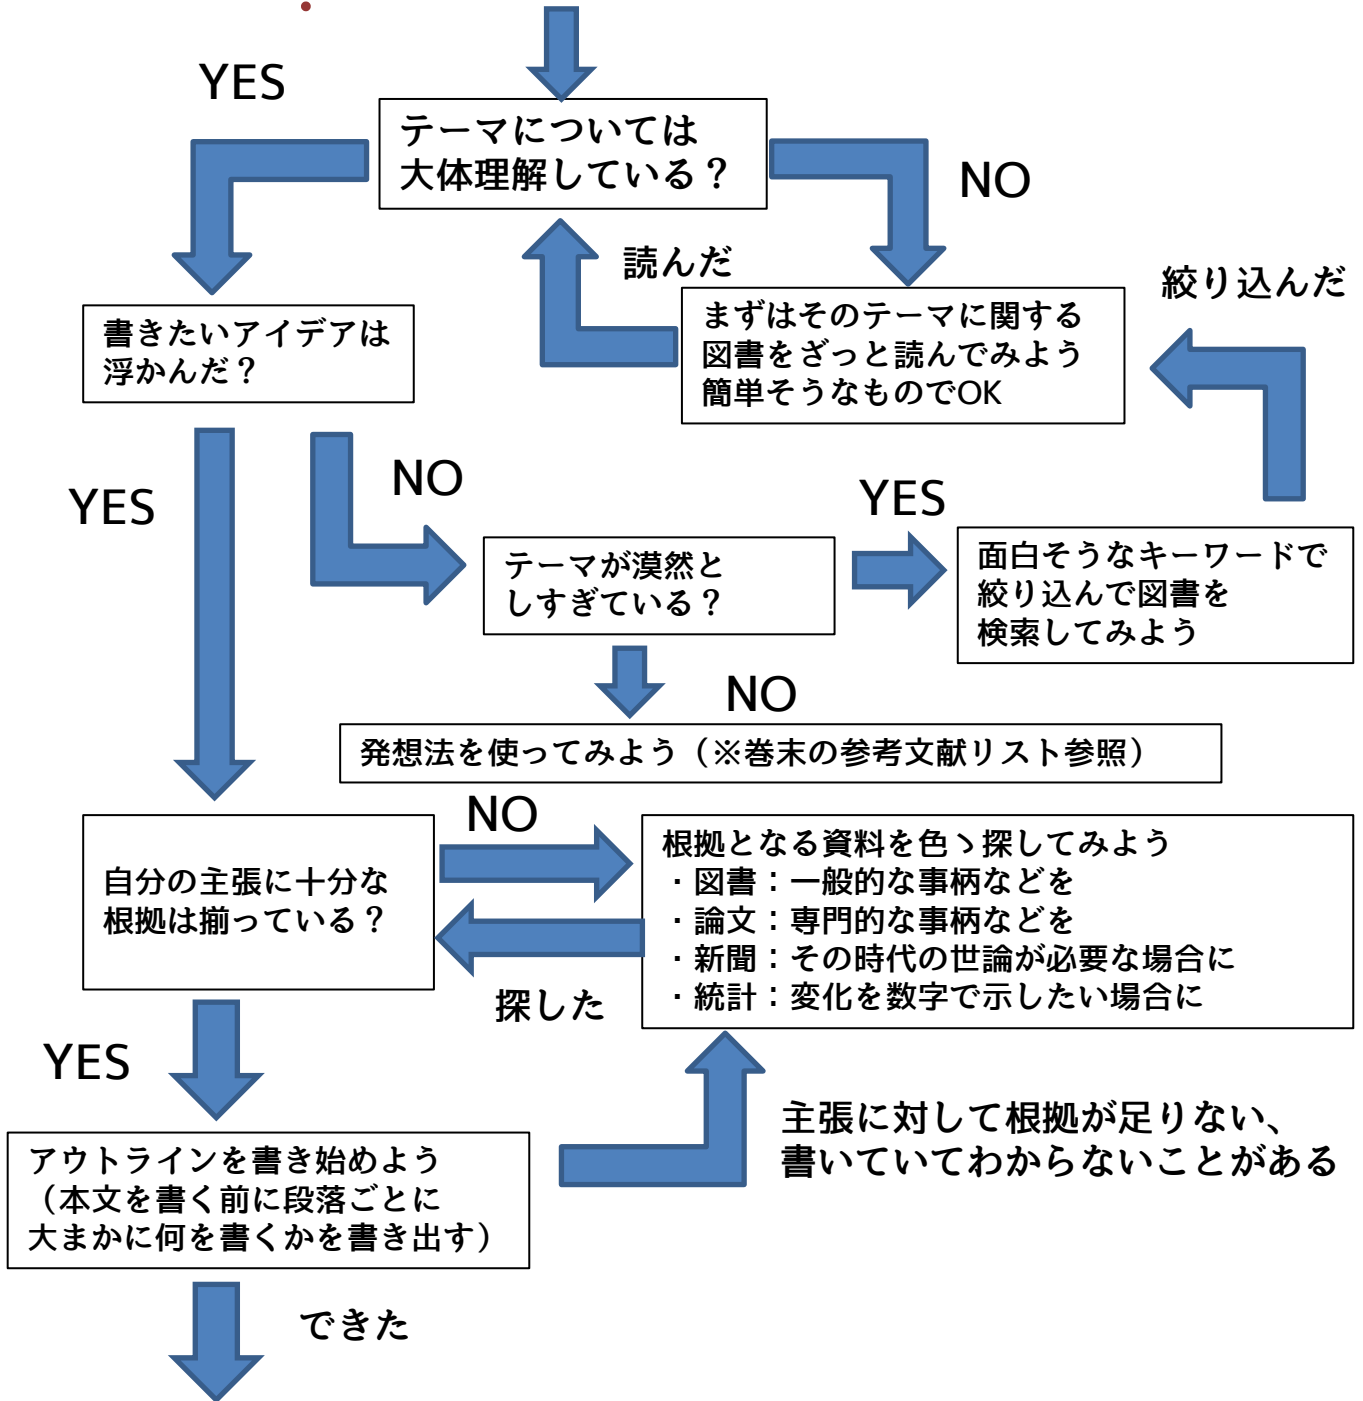 YES
テーマについては
大体理解している？
NO
読んだ
絞り込んだ
まずはそのテーマに関する
図書をざっと読んでみよう
簡単そうなものでOK
書きたいアイデアは
浮かんだ？
YES
NO
YES
テーマが漠然と
しすぎている？
面白そうなキーワードで
絞り込んで図書を
検索してみよう
NO
発想法を使ってみよう（※巻末の参考文献リスト参照）
NO
自分の主張に十分な
根拠は揃っている？
根拠となる資料を色ゝ探してみよう
・図書：一般的な事柄などを
・論文：専門的な事柄などを
・新聞：その時代の世論が必要な場合に
・統計：変化を数字で示したい場合に
探した
YES
主張に対して根拠が足りない、
書いていてわからないことがある
アウトラインを書き始めよう
（本文を書く前に段落ごとに
大まかに何を書くかを書き出す）
できた